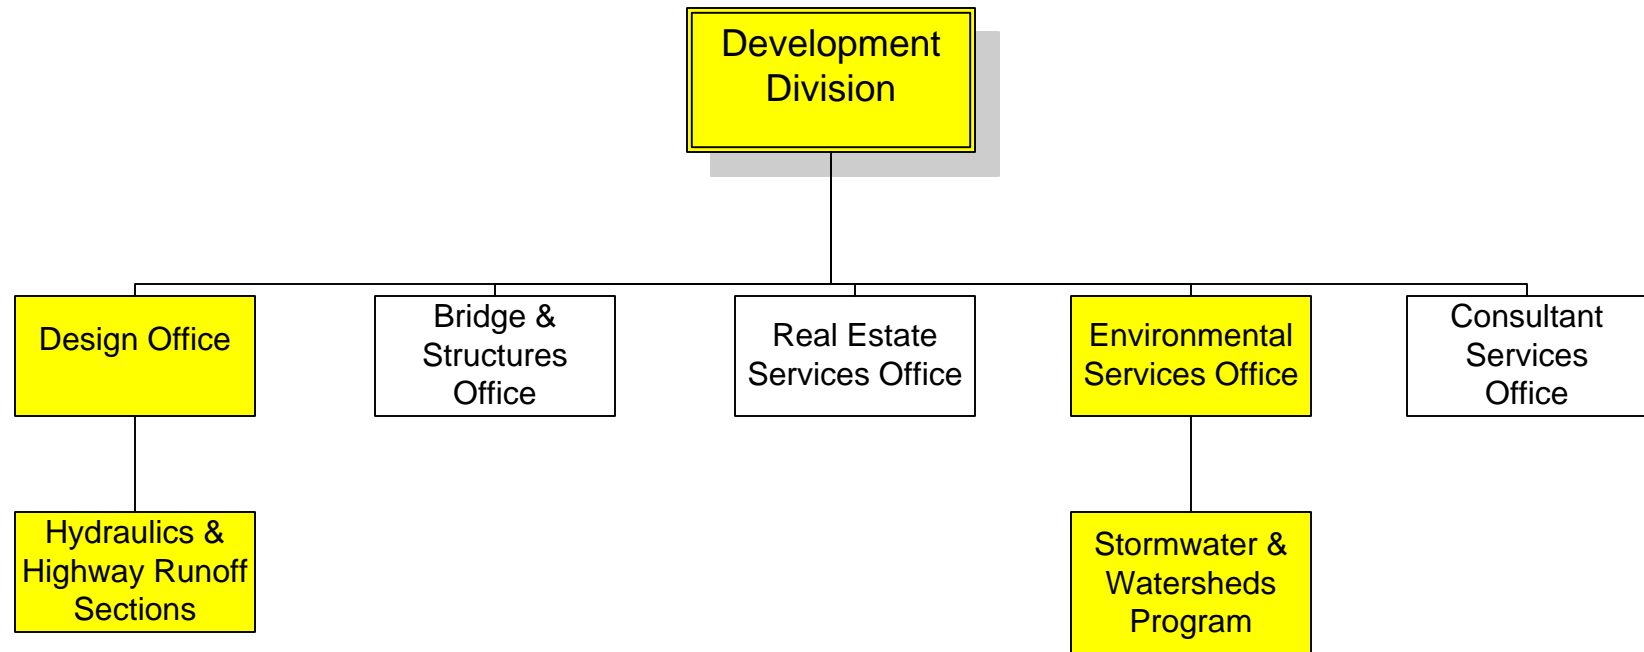 Development
Division
Design Office
Bridge &
Structures
Office
Real Estate
Services Office
Environmental
Services Office
Consultant
Services
Office
Hydraulics &
Highway Runoff
Sections
Stormwater &
Watersheds
Program